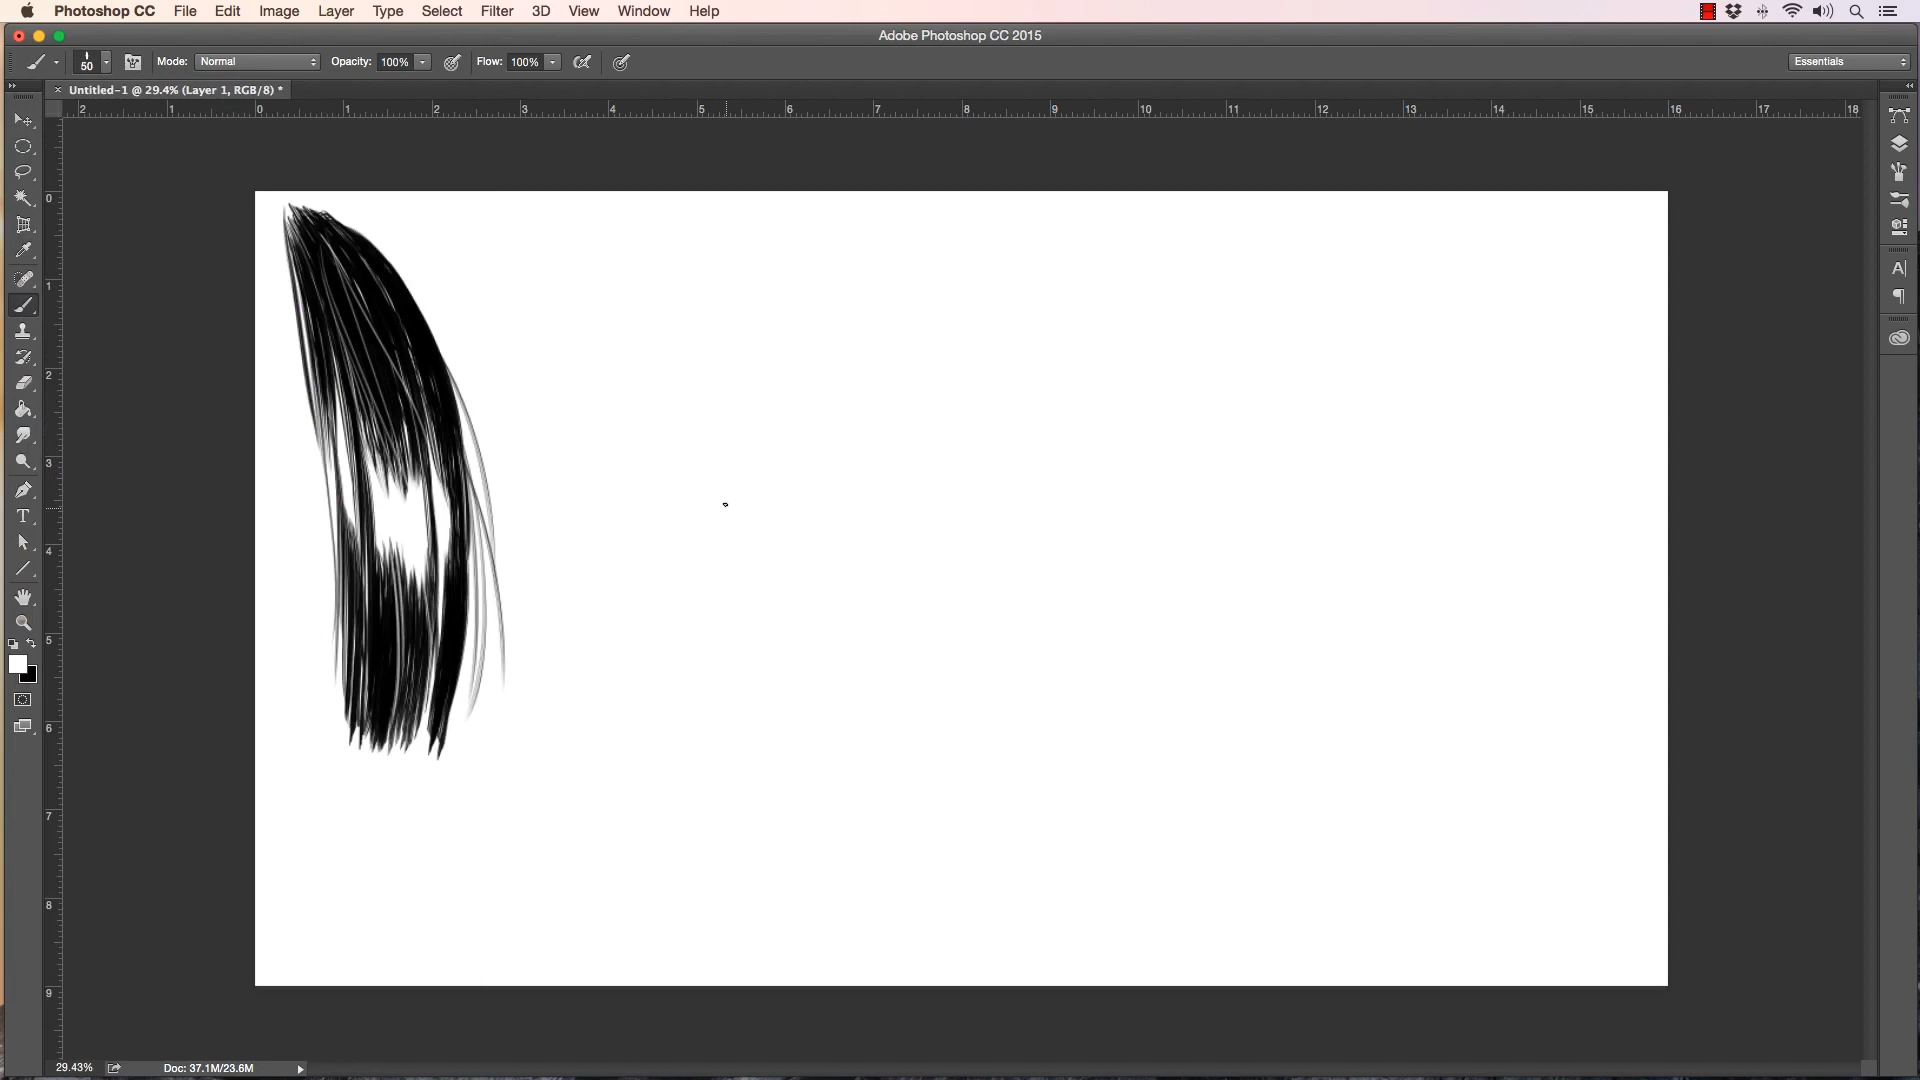 Photoshop CC File Edit Image Layer Type Select Filter 3D View Window Help
Adobe Photoshop CC 2015
50 Mode: Normal Opacity: 100% Flow: 100% Essentials
× Untitled-1 @ 29.4% (Layer 1, RGB/8) *
2 1 0 1 2 3 4 5 6 7 8 9 10 11 12 13 14 15 16 17 18
0
1
2
3
4
5
6
7
8
9
T
A
29.43% Doc: 37.1M/23.6M